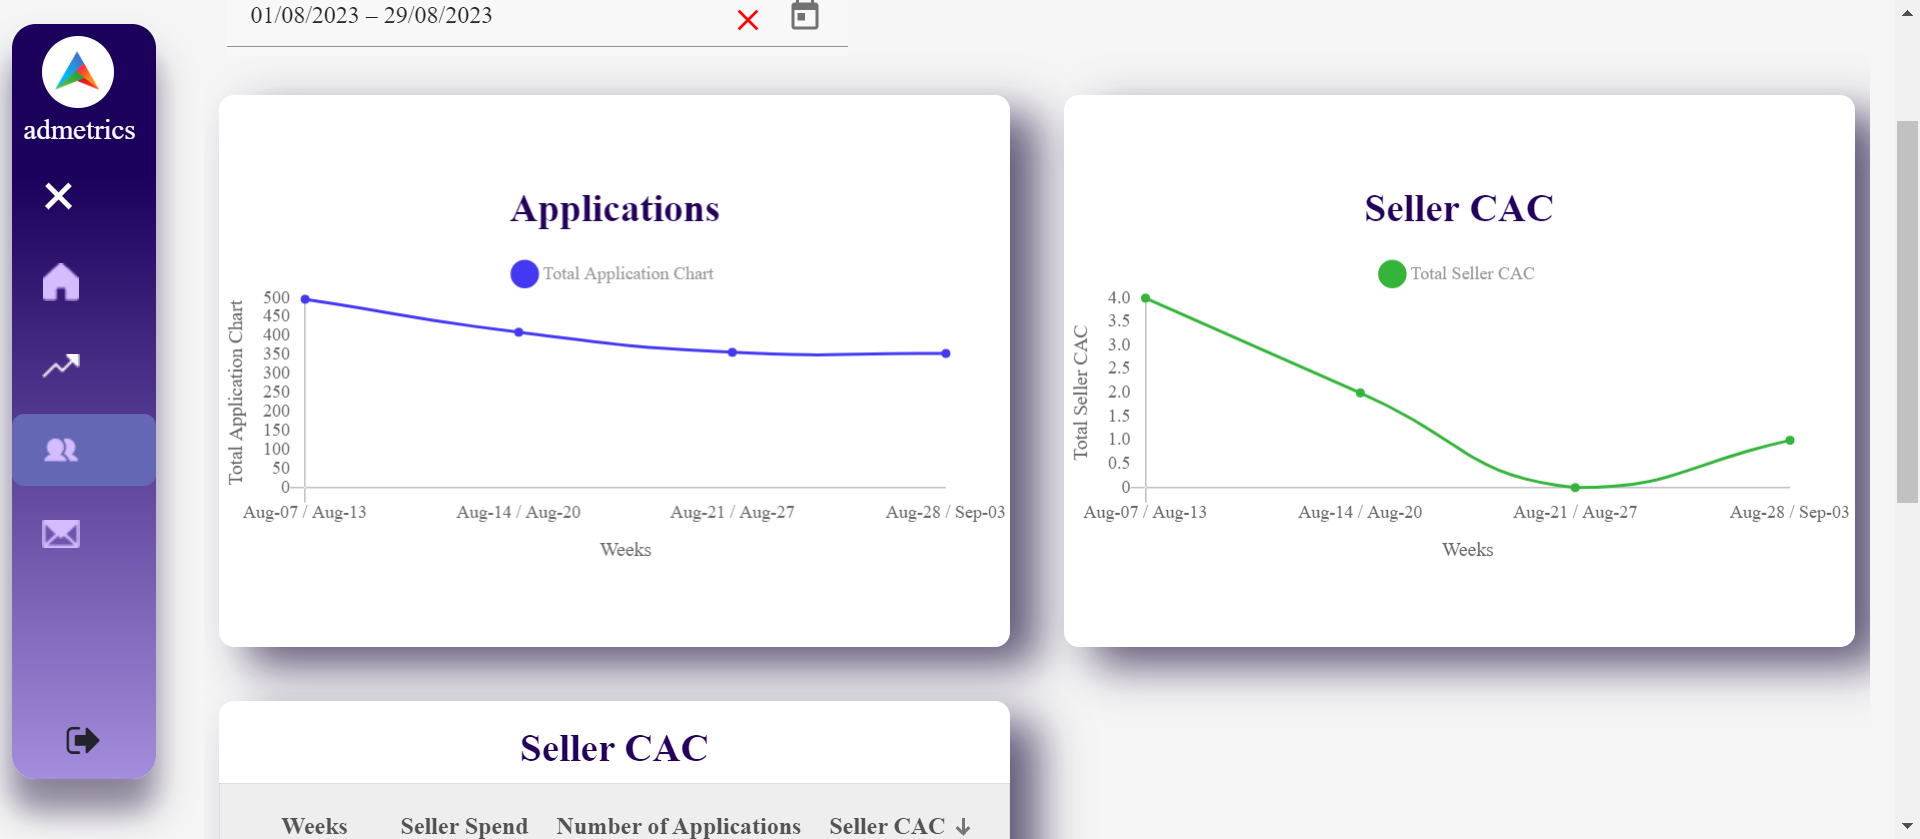 01/08/2023 – 29/08/2023
admetrics
Applications
Total Application Chart
Total Application Chart
500
450
400
350
300
250
200
150
100
50
0
Aug-07 / Aug-13
Aug-14 / Aug-20
Aug-21 / Aug-27
Aug-28 / Sep-03
Weeks
Seller CAC
Total Seller CAC
Total Seller CAC
4.0
3.5
3.0
2.5
2.0
1.5
1.0
0.5
0
Aug-07 / Aug-13
Aug-14 / Aug-20
Aug-21 / Aug-27
Aug-28 / Sep-03
Weeks
Seller CAC
Weeks Seller Spend Number of Applications Seller CAC